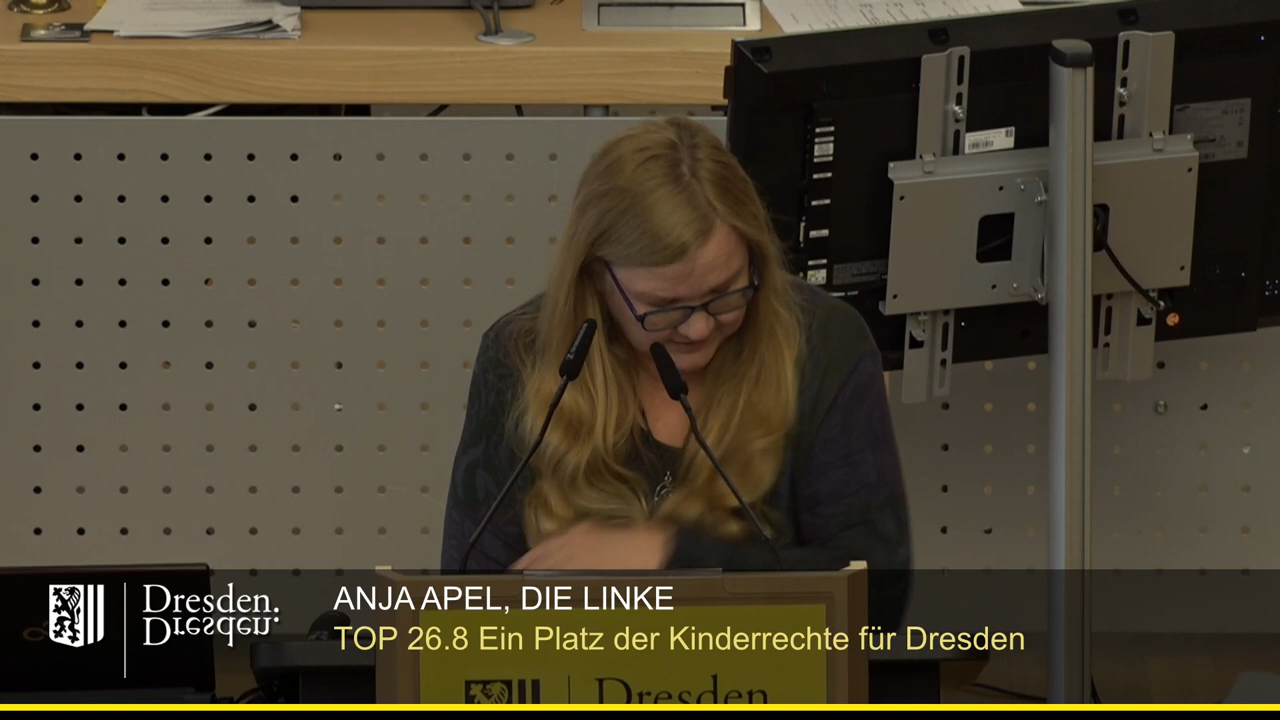 ANJA APEL, DIE LINKE
TOP 26.8 Ein Platz der Kinderrechte für Dresden
Dresden.
Dresden.
Dresden